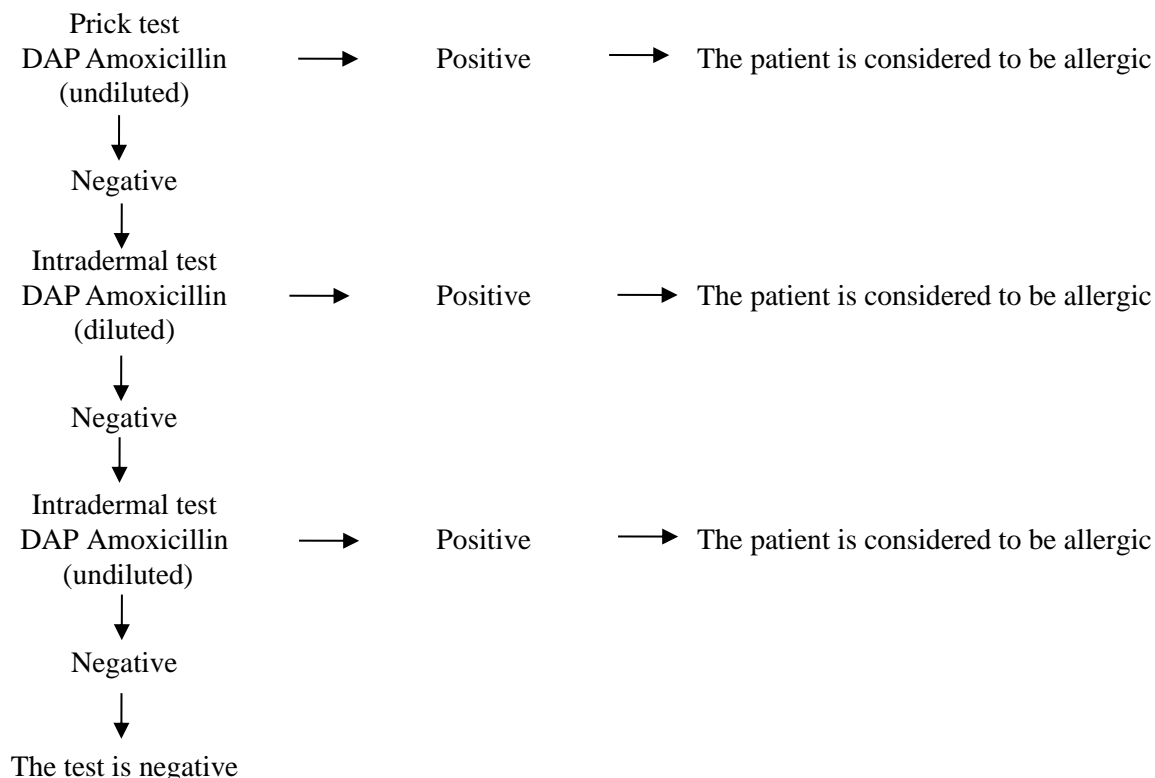 Prick test
DAP Amoxicillin Positive The patient is considered to be allergic
(undiluted)
Negative
Intradermal test
DAP Amoxicillin Positive The patient is considered to be allergic
(diluted)
Negative
Intradermal test
DAP Amoxicillin Positive The patient is considered to be allergic
(undiluted)
Negative
The test is negative